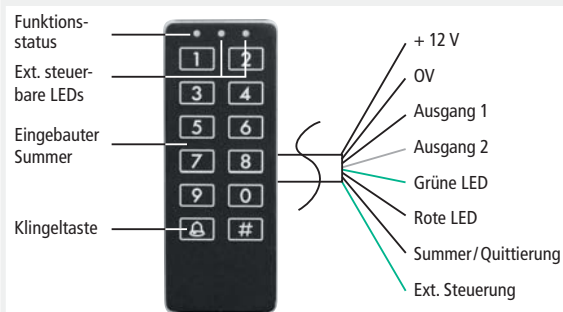 Funktions-
status
Ext. steuer-
bare LEDs
Eingebauter
Summer
Klingeltaste
1 2
3 4
5 6
7 8
9 0
#
+ 12 V
OV
Ausgang 1
Ausgang 2
Grüne LED
Rote LED
Summer/Quittierung
Ext. Steuerung